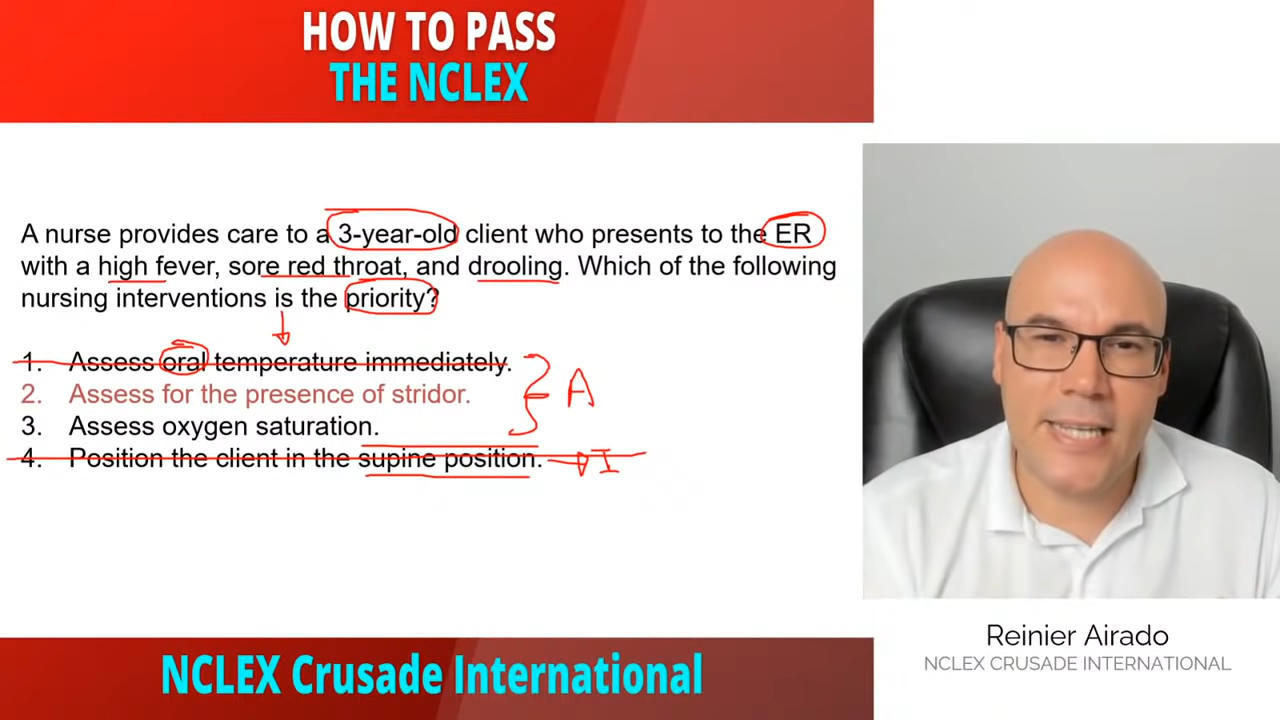 HOW TO PASS
THE NCLEX
A nurse provides care to a 3-year-old client who presents to the ER
with a high fever, sore red throat, and drooling. Which of the following
nursing interventions is the priority?
1. Assess oral temperature immediately.
2. Assess for the presence of stridor.
3. Assess oxygen saturation.
4. Position the client in the supine position.
A
I
Reinier Airado
NCLEX CRUSADE INTERNATIONAL
NCLEX Crusade International